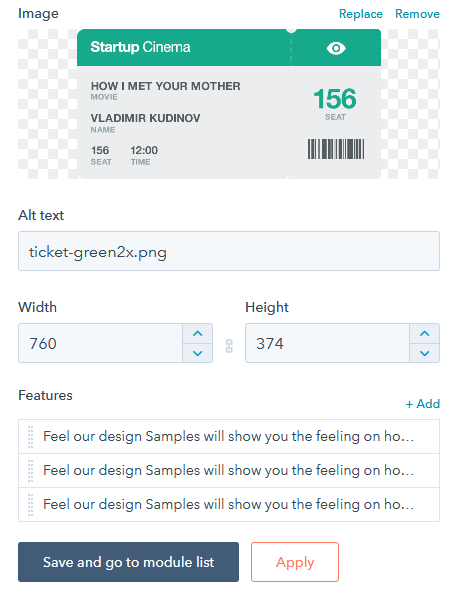 Image
Replace Remove
Startup Cinema
HOW I MET YOUR MOTHER
MOVIE
VLADIMIR KUDINOV
NAME
156 12:00
SEAT TIME
156
SEAT
Alt text
ticket-green2x.png
Width Height
760 374
Features
+ Add
Feel our design Samples will show you the feeling on ho...
Feel our design Samples will show you the feeling on ho...
Feel our design Samples will show you the feeling on ho...
Save and go to module list Apply